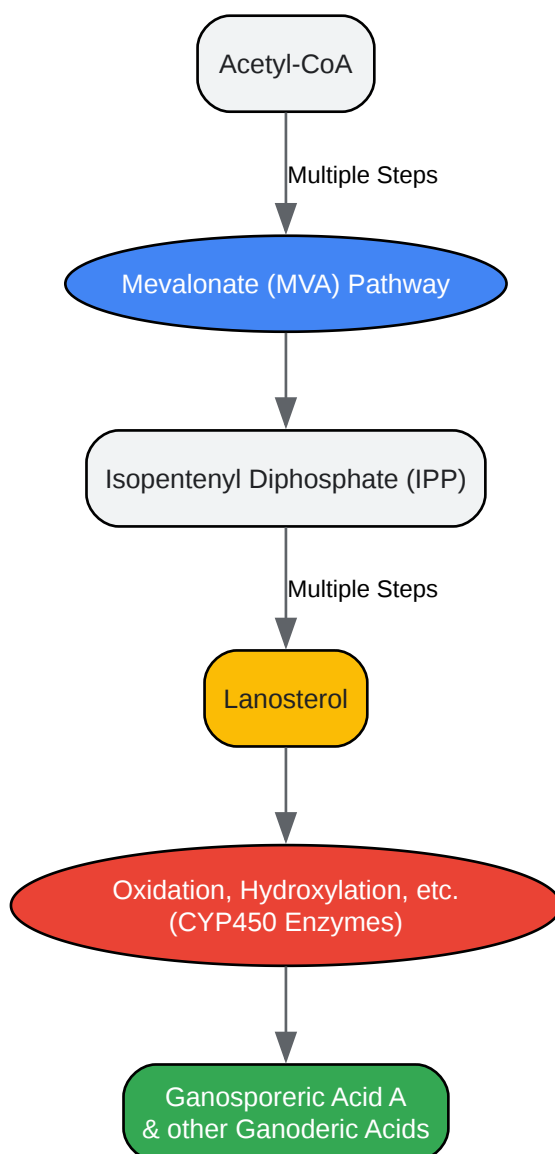 Acetyl-CoA
Multiple Steps
Mevalonate (MVA) Pathway
Isopentenyl Diphosphate (IPP)
Multiple Steps
Lanosterol
Oxidation, Hydroxylation, etc.
(CYP450 Enzymes)
Ganosporeric Acid A
& other Ganoderic Acids